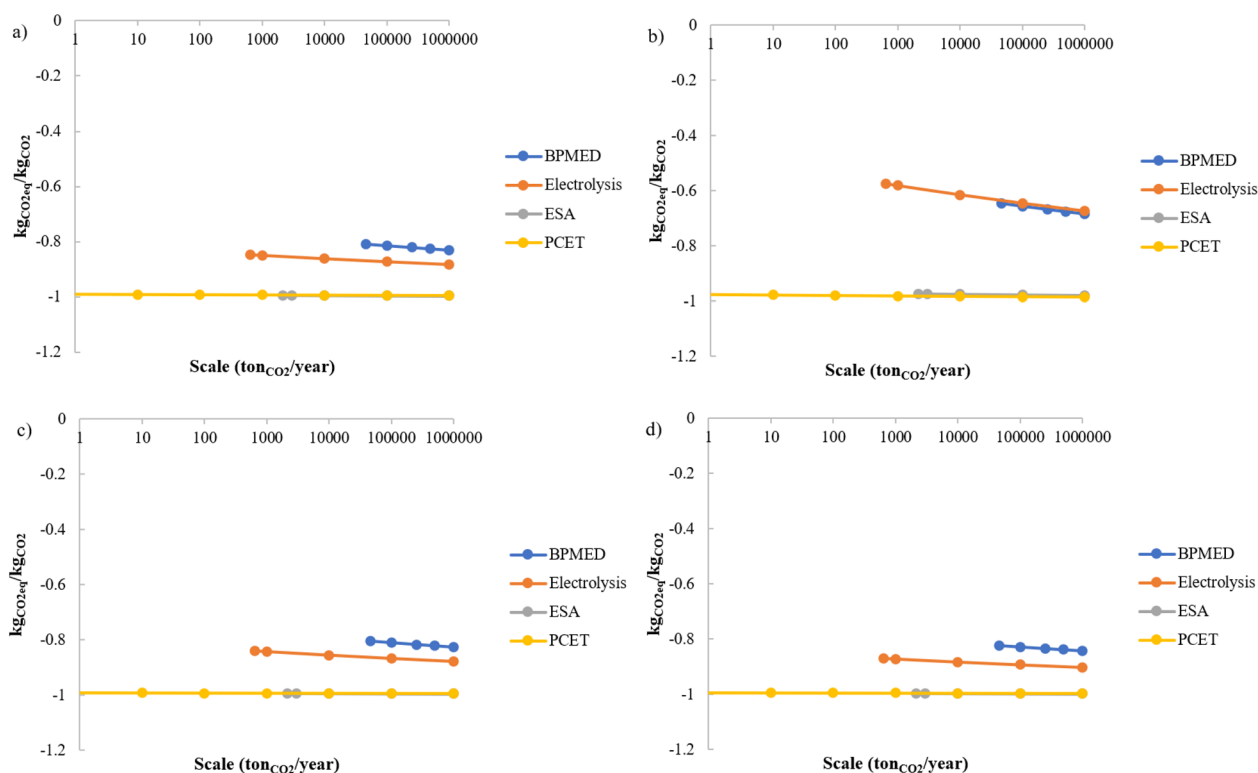 a)
0
1 10 100 1000 10000 100000 1000000
-0.2
-0.4
-0.6
-0.8
-1
-1.2
kgCO2eq/kgCO2
Scale (tonCO2/year)
BPMED
Electrolysis
ESA
PCET
b)
0
1 10 100 1000 10000 100000 1000000
-0.2
-0.4
-0.6
-0.8
-1
-1.2
kgCO2eq/kgCO2
Scale (tonCO2/year)
BPMED
Electrolysis
ESA
PCET
c)
0
1 10 100 1000 10000 100000 1000000
-0.2
-0.4
-0.6
-0.8
-1
-1.2
kgCO2eq/kgCO2
Scale (tonCO2/year)
BPMED
Electrolysis
ESA
PCET
d)
0
1 10 100 1000 10000 100000 1000000
-0.2
-0.4
-0.6
-0.8
-1
-1.2
kgCO2eq/kgCO2
Scale (tonCO2/year)
BPMED
Electrolysis
ESA
PCET